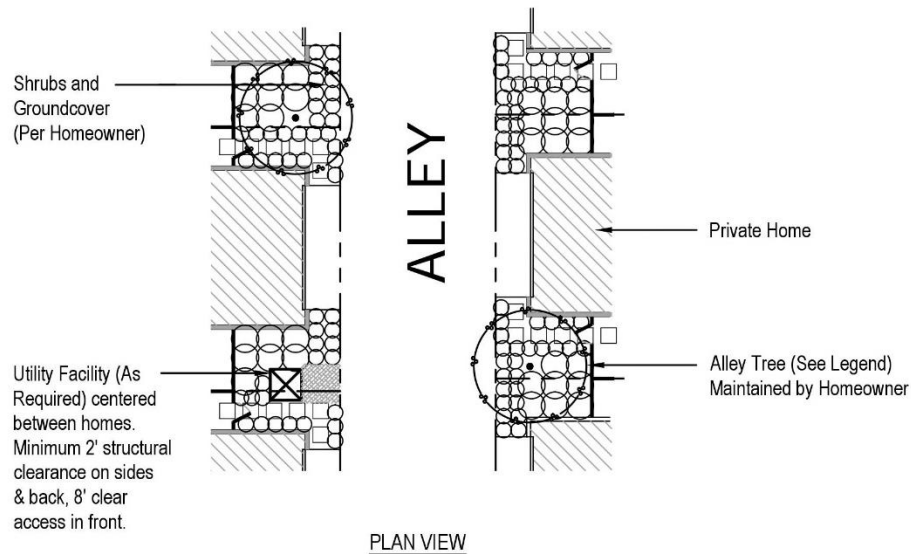 Shrubs and
Groundcover
(Per Homeowner)
ALLEY
Private Home
Utility Facility (As
Required) centered
between homes.
Minimum 2' structural
clearance on sides
& back, 8' clear
access in front.
Alley Tree (See Legend)
Maintained by Homeowner
PLAN VIEW